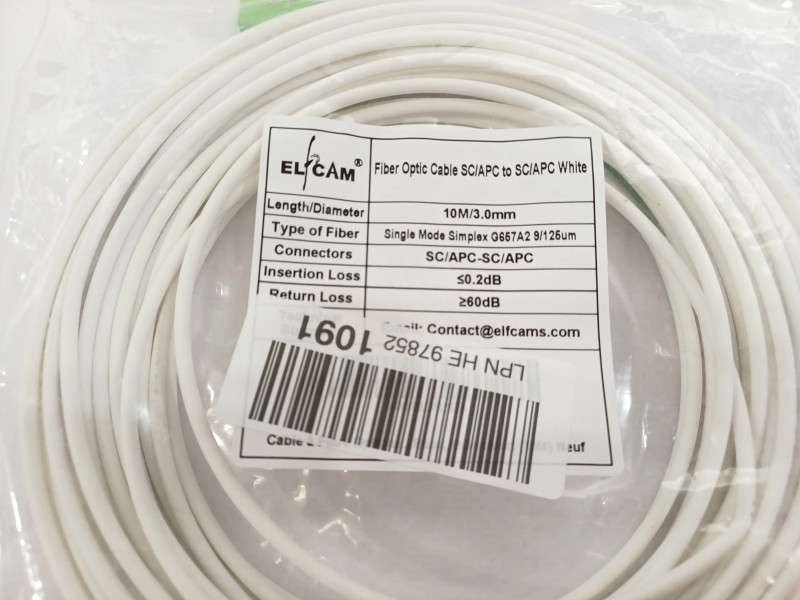 ELFCAM®
Fiber Optic Cable SC/APC to SC/APC White
Length/Diameter 10M/3.0mm
Type of Fiber Single Mode Simplex G657A2 9/125um
Connectors SC/APC-SC/APC
Insertion Loss ≤0.2dB
Return Loss ≥60dB
Contact@elfcams.com
LPN HE 97852 1091
Cable Neuf